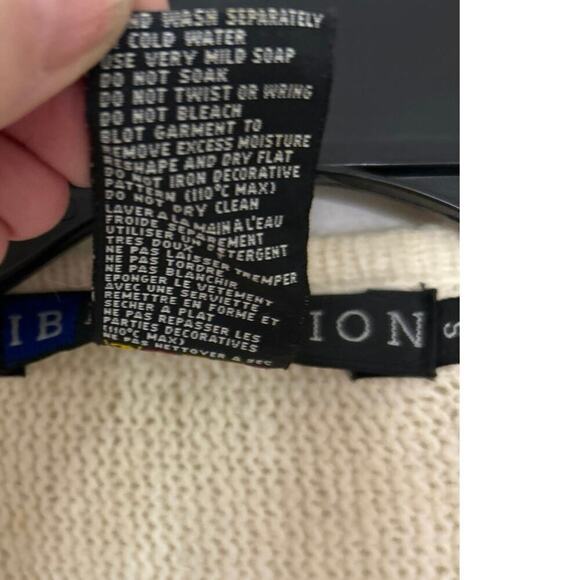 WASH SEPARATELY
COLD WATER
USE VERY MILD SOAP
DO NOT SOAK
DO NOT TWIST OR WRING
DO NOT BLEACH
BLOT GARMENT TO
REMOVE EXCESS MOISTURE
RESHAPE AND DRY FLAT
DO NOT IRON DECORATIVE
PATTERN (110°C MAX)
DO NOT DRY CLEAN
LAVER A LA MAIN A L'EAU
FROIDE SEPAREMENT
UTILISER UN DETERGENT
TRES DOUX
NE PAS LAISSER TREMPER
NE PAS TORDRE
NE PAS BLANCHIR
EPONGER LE VETEMENT
AVEC UNE SERVIETTE
REMETTRE EN FORME ET
SECHER A PLAT
NE PAS REPASSER LES
PARTIES DECORATIVES
(110°C MAX)
NE PAS NETTOYER A SEC
IB ION S